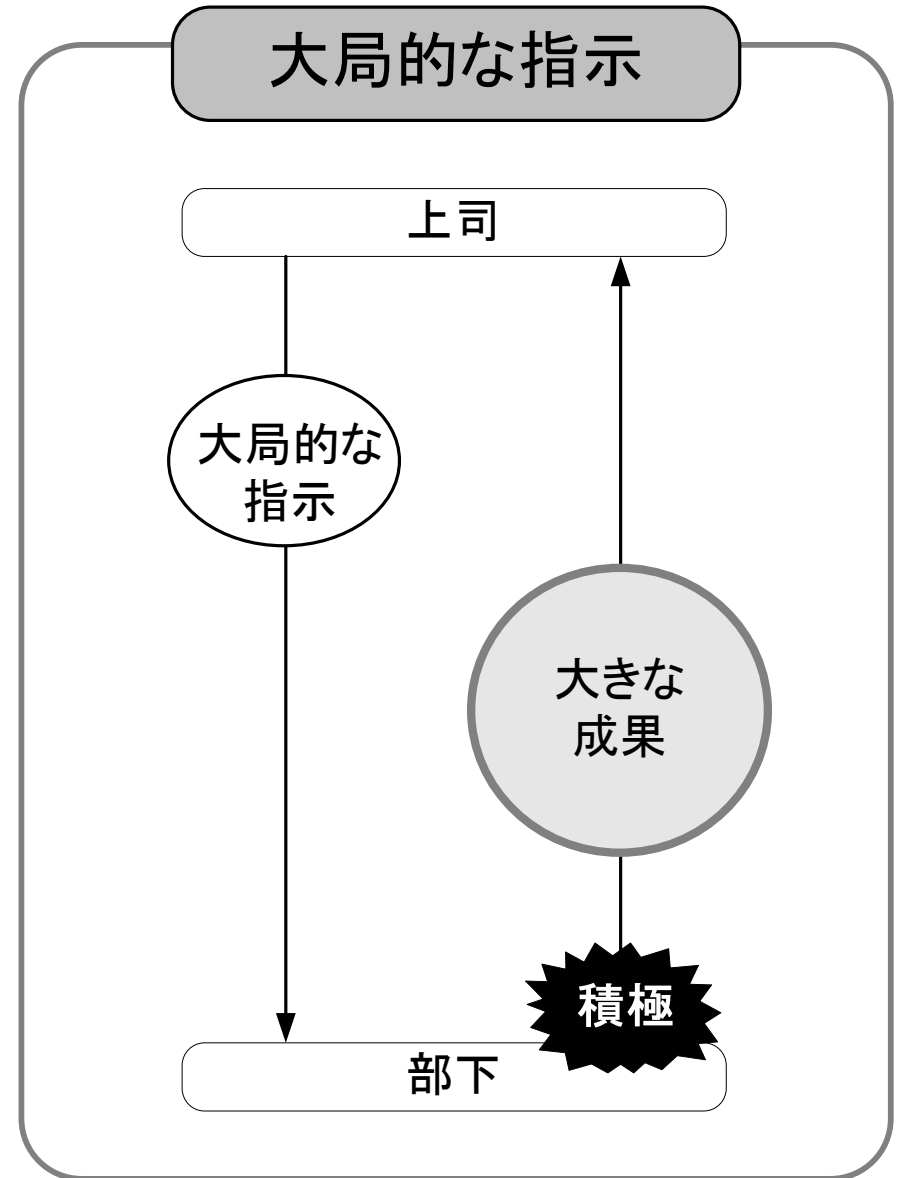 大局的な指示
上司
大局的な
指示
大きな
成果
積極
部下